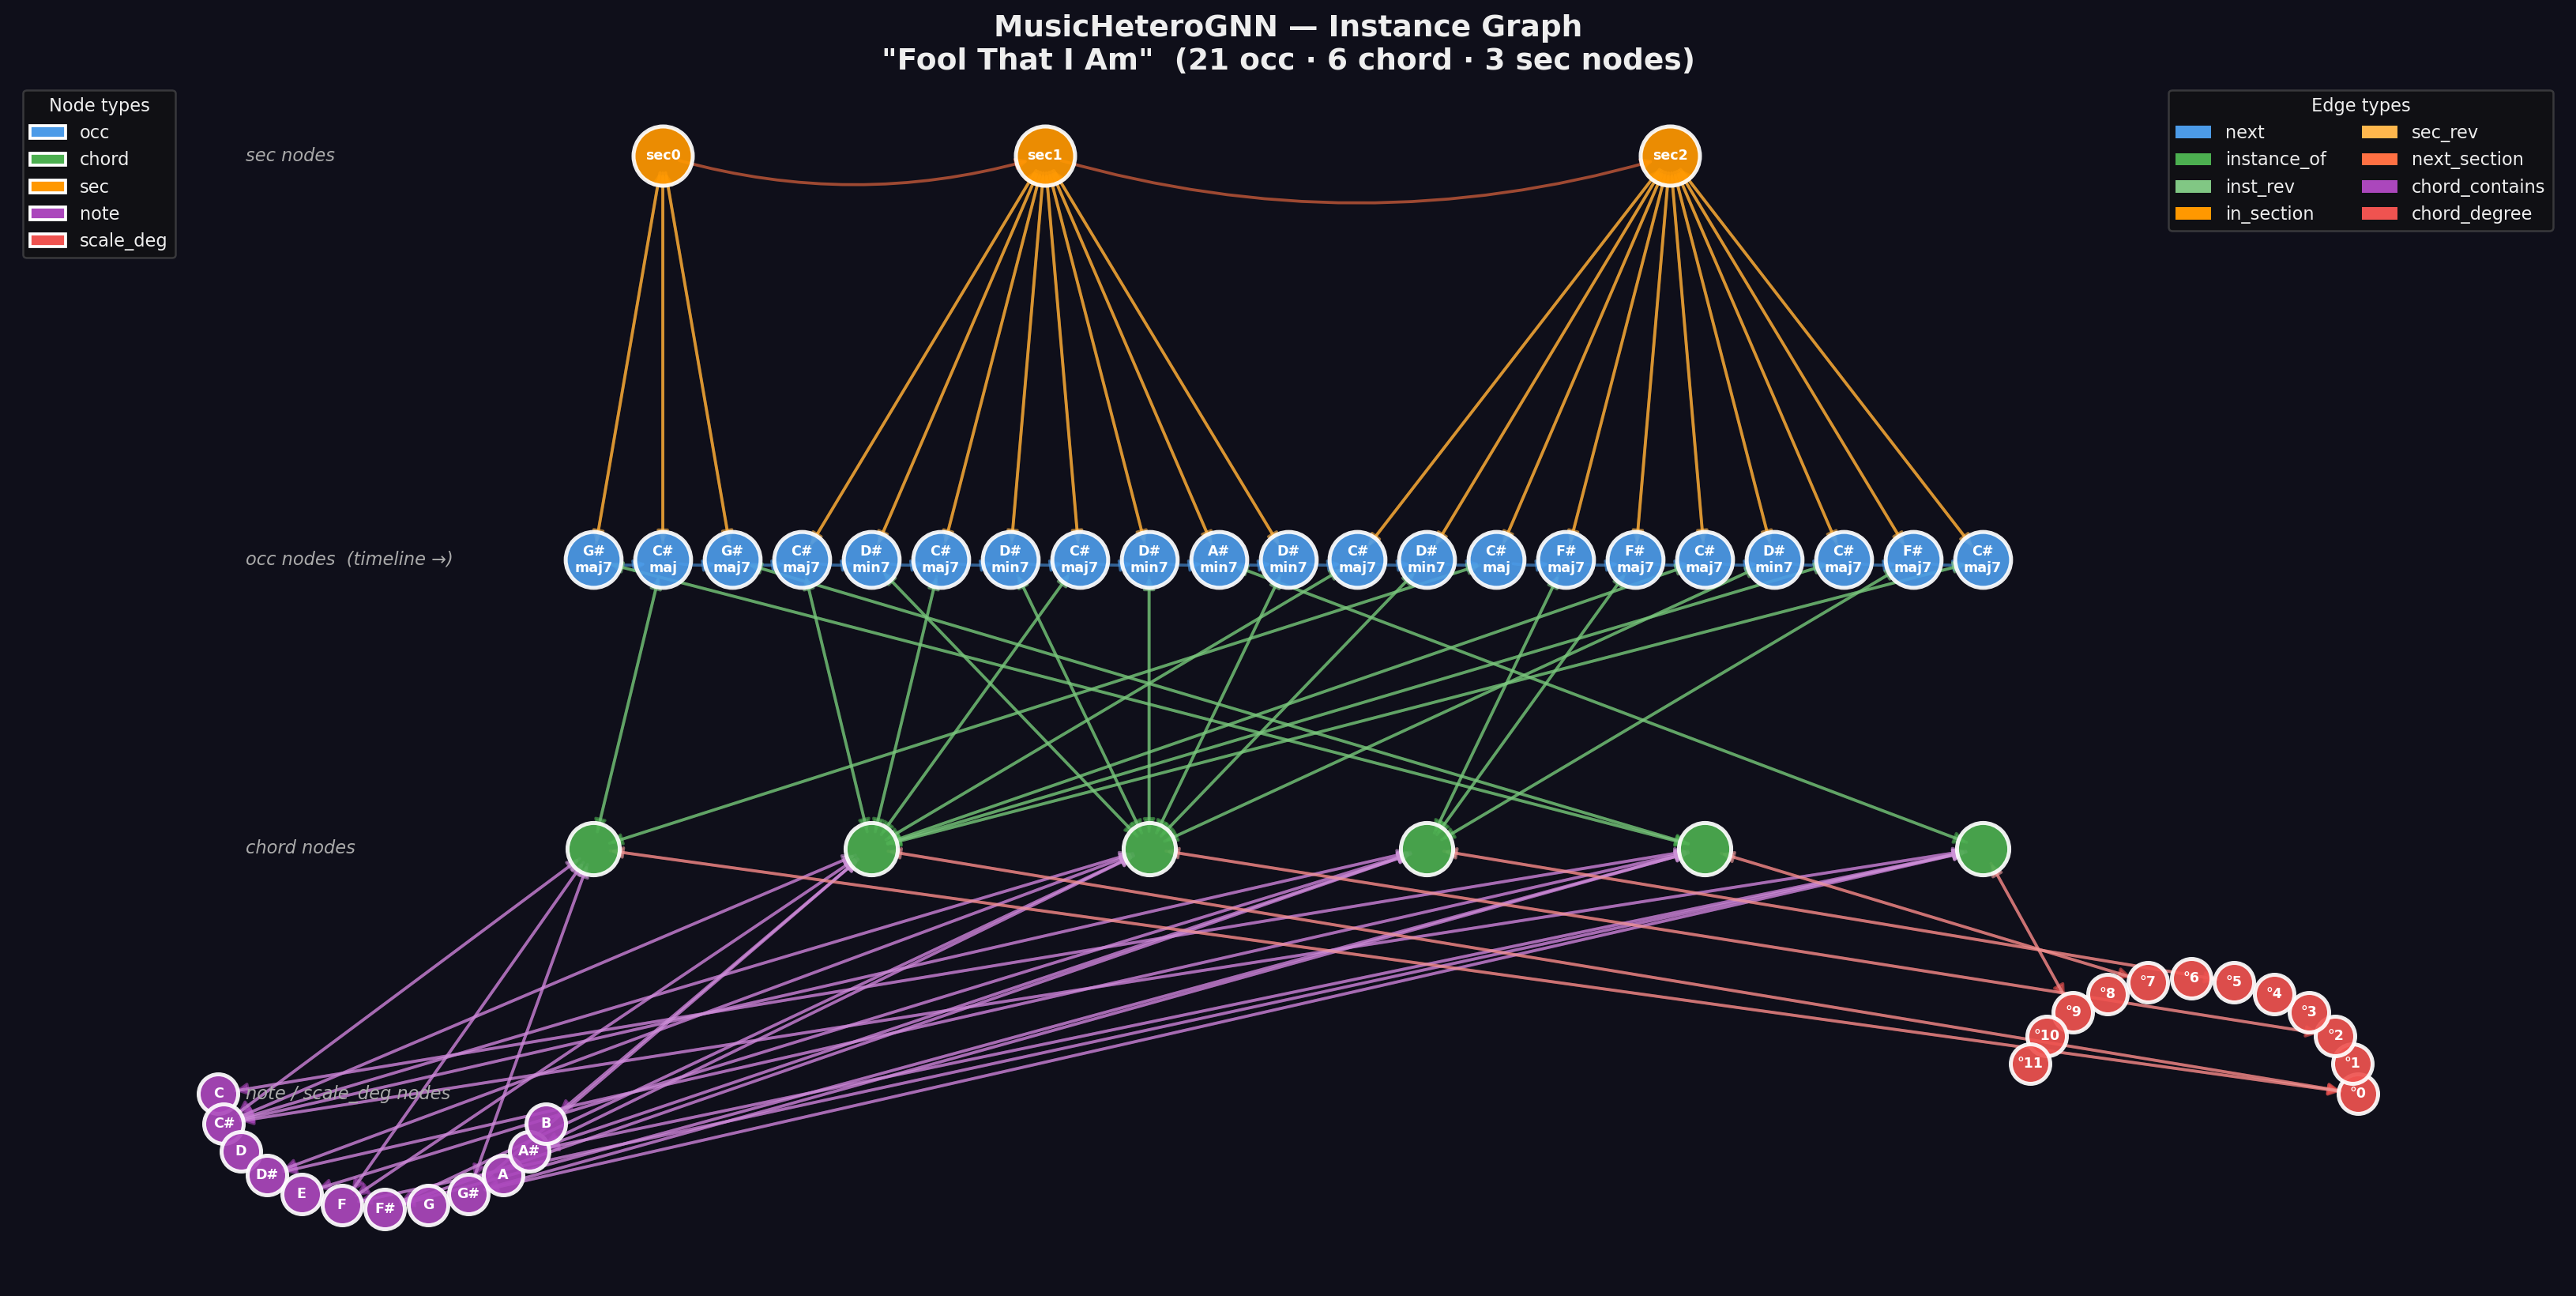 MusicHeteroGNN — Instance Graph
"Fool That I Am"  (21 occ · 6 chord · 3 sec nodes)
Node types
occ
chord
sec
note
scale_deg
Edge types
next
instance_of
inst_rev
in_section
sec_rev
next_section
chord_contains
chord_degree
sec nodes
sec0
sec1
sec2
occ nodes  (timeline →)
G#
maj7
C#
maj
G#
maj7
C#
maj7
D#
min7
C#
maj7
D#
min7
C#
maj7
D#
min7
A#
min7
D#
min7
C#
maj7
D#
min7
C#
maj
F#
maj7
F#
maj7
C#
maj7
D#
min7
C#
maj7
F#
maj7
C#
maj7
chord nodes
note / scale_deg nodes
C
C#
D
D#
E
F
F#
G
G#
A
A#
B
°11
°10
°9
°8
°7
°6
°5
°4
°3
°2
°1
°0